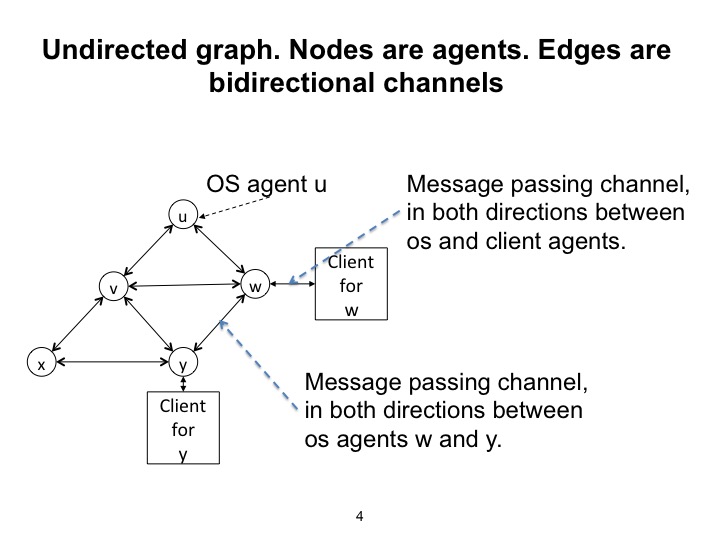 Undirected graph. Nodes are agents. Edges are
bidirectional channels
OS agent u
Message passing channel,
in both directions between
os and client agents.
u
v
w
Client
for
w
x
y
Client
for
y
Message passing channel,
in both directions between
os agents w and y.
4